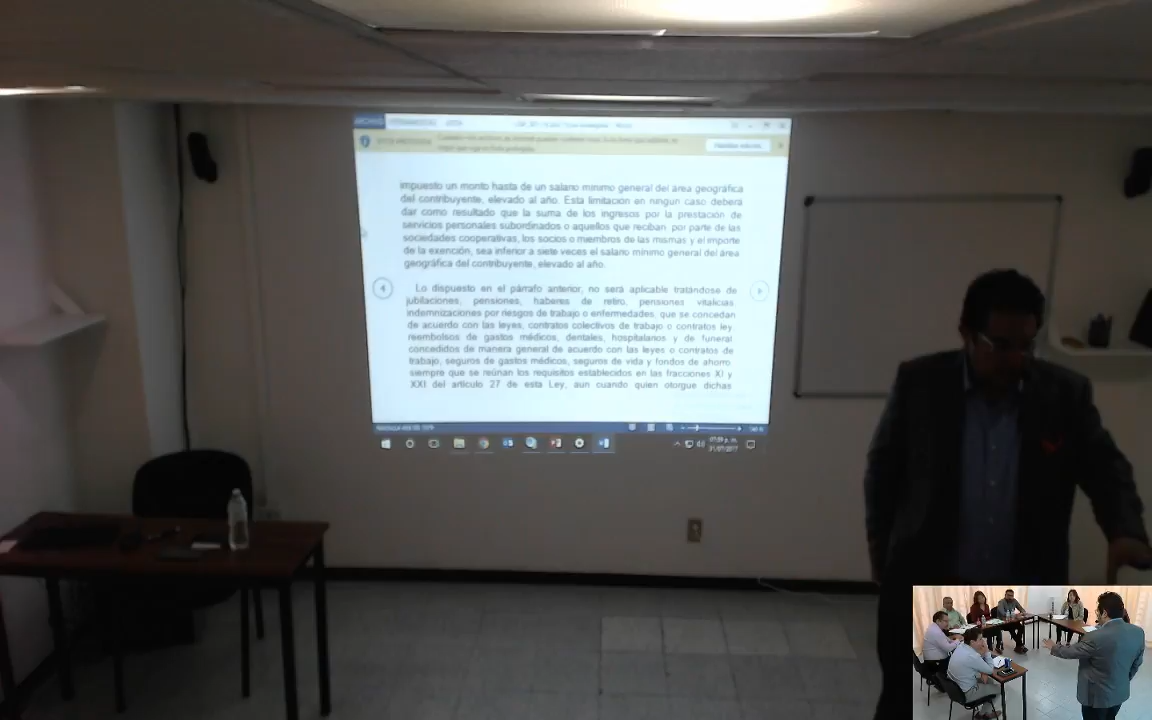 ARCHIVO
impuesto un monto hasta de un salario mínimo general del área geográfica
del contribuyente, elevado al año. Esta limitación en ningún caso deberá
dar como resultado que la suma de los ingresos por la prestación de
servicios personales subordinados o aquellos que reciban por parte de las
sociedades cooperativas, los socios o miembros de las mismas y el importe
de la exención, sea inferior a siete veces el salario mínimo general del área
geográfica del contribuyente, elevado al año.
Lo dispuesto en el párrafo anterior, no será aplicable tratándose de
jubilaciones, pensiones, haberes de retiro, pensiones vitalicias,
indemnizaciones por riesgos de trabajo o enfermedades, que se concedan
de acuerdo con las leyes, contratos colectivos de trabajo o contratos ley
reembolsos de gastos médicos, dentales, hospitalarios y de funeral
concedidos de manera general de acuerdo con las leyes o contratos de
trabajo, seguros de gastos médicos, seguros de vida y fondos de ahorro
siempre que se reúnan los requisitos establecidos en las fracciones XI y
XXI del artículo 27 de esta Ley, aun cuando quien otorgue dichas